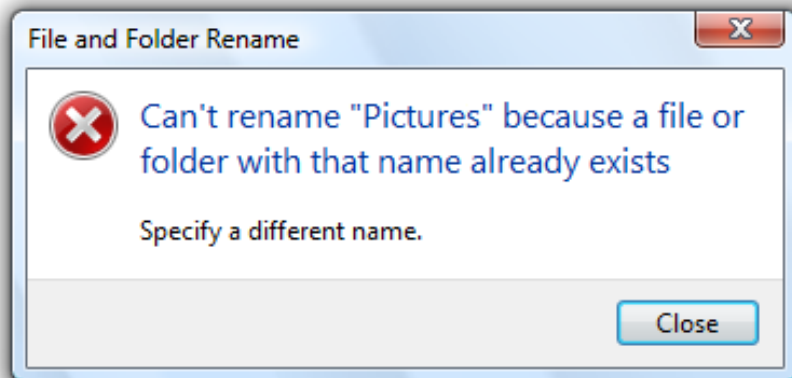 File and Folder Rename
Can't rename "Pictures" because a file or
folder with that name already exists
Specify a different name.
Close